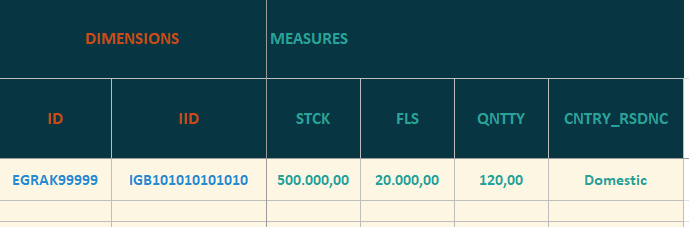 DIMENSIONS MEASURES
ID IID STCK FLS QNTTY CNTRY_RSDNC
EGRAK99999 IGB101010101010 500.000,00 20.000,00 120,00 Domestic